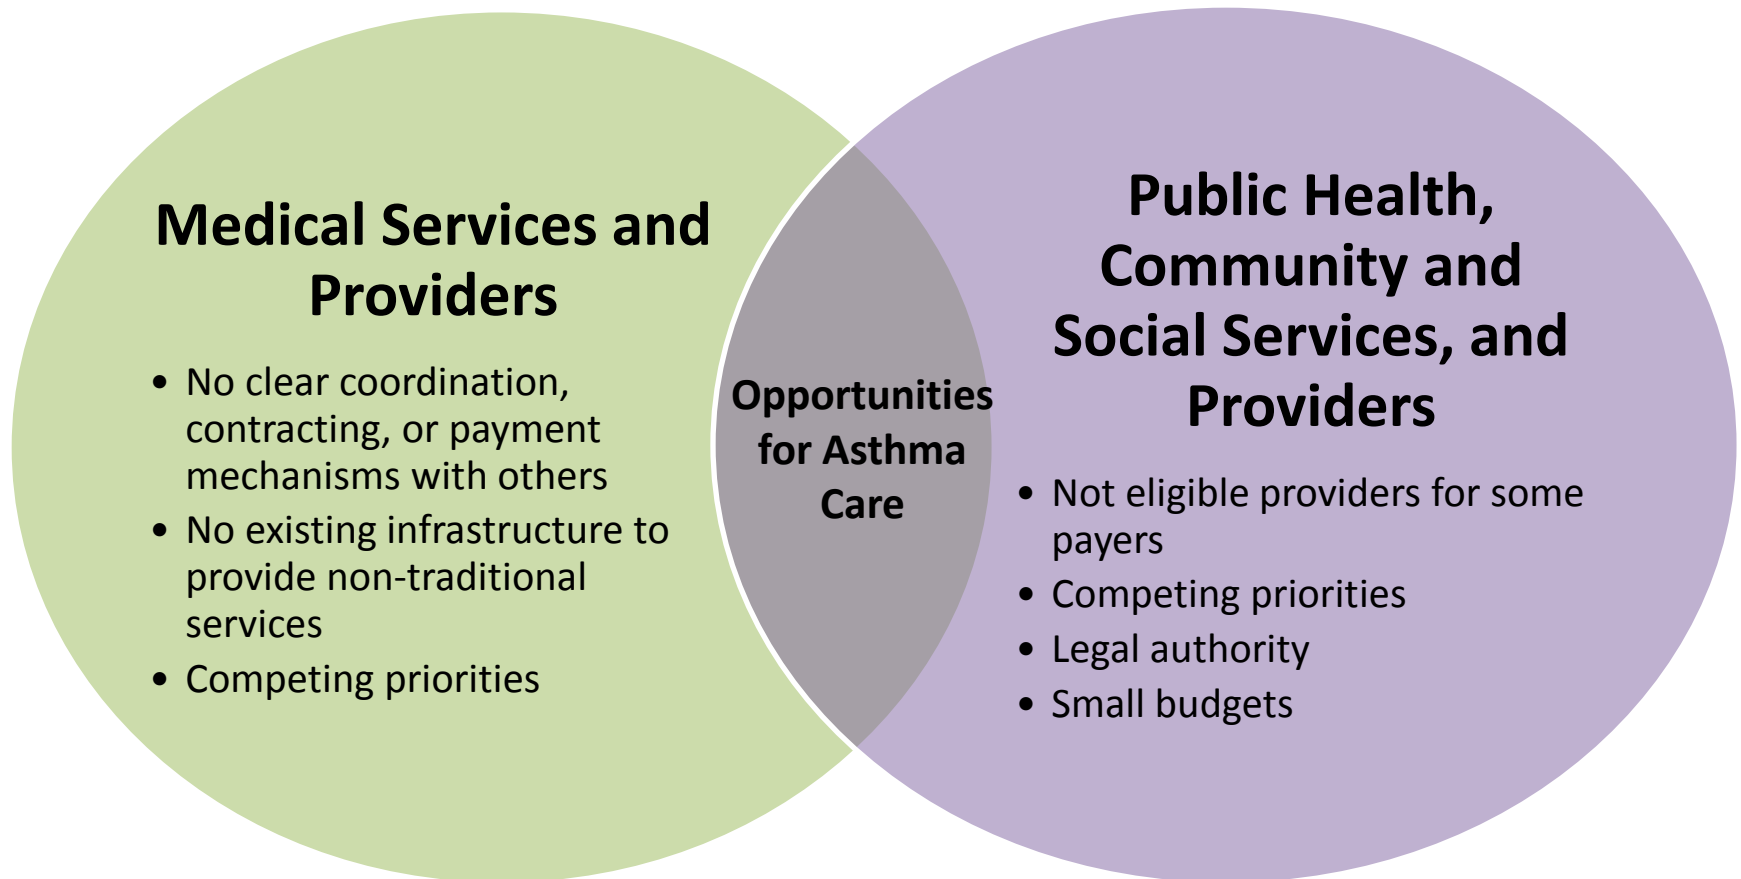 Medical Services and
Providers
• No clear coordination,
contracting, or payment
mechanisms with others
• No existing infrastructure to
provide non-traditional
services
• Competing priorities
Opportunities
for Asthma
Care
Public Health,
Community and
Social Services, and
Providers
• Not eligible providers for some
payers
• Competing priorities
• Legal authority
• Small budgets